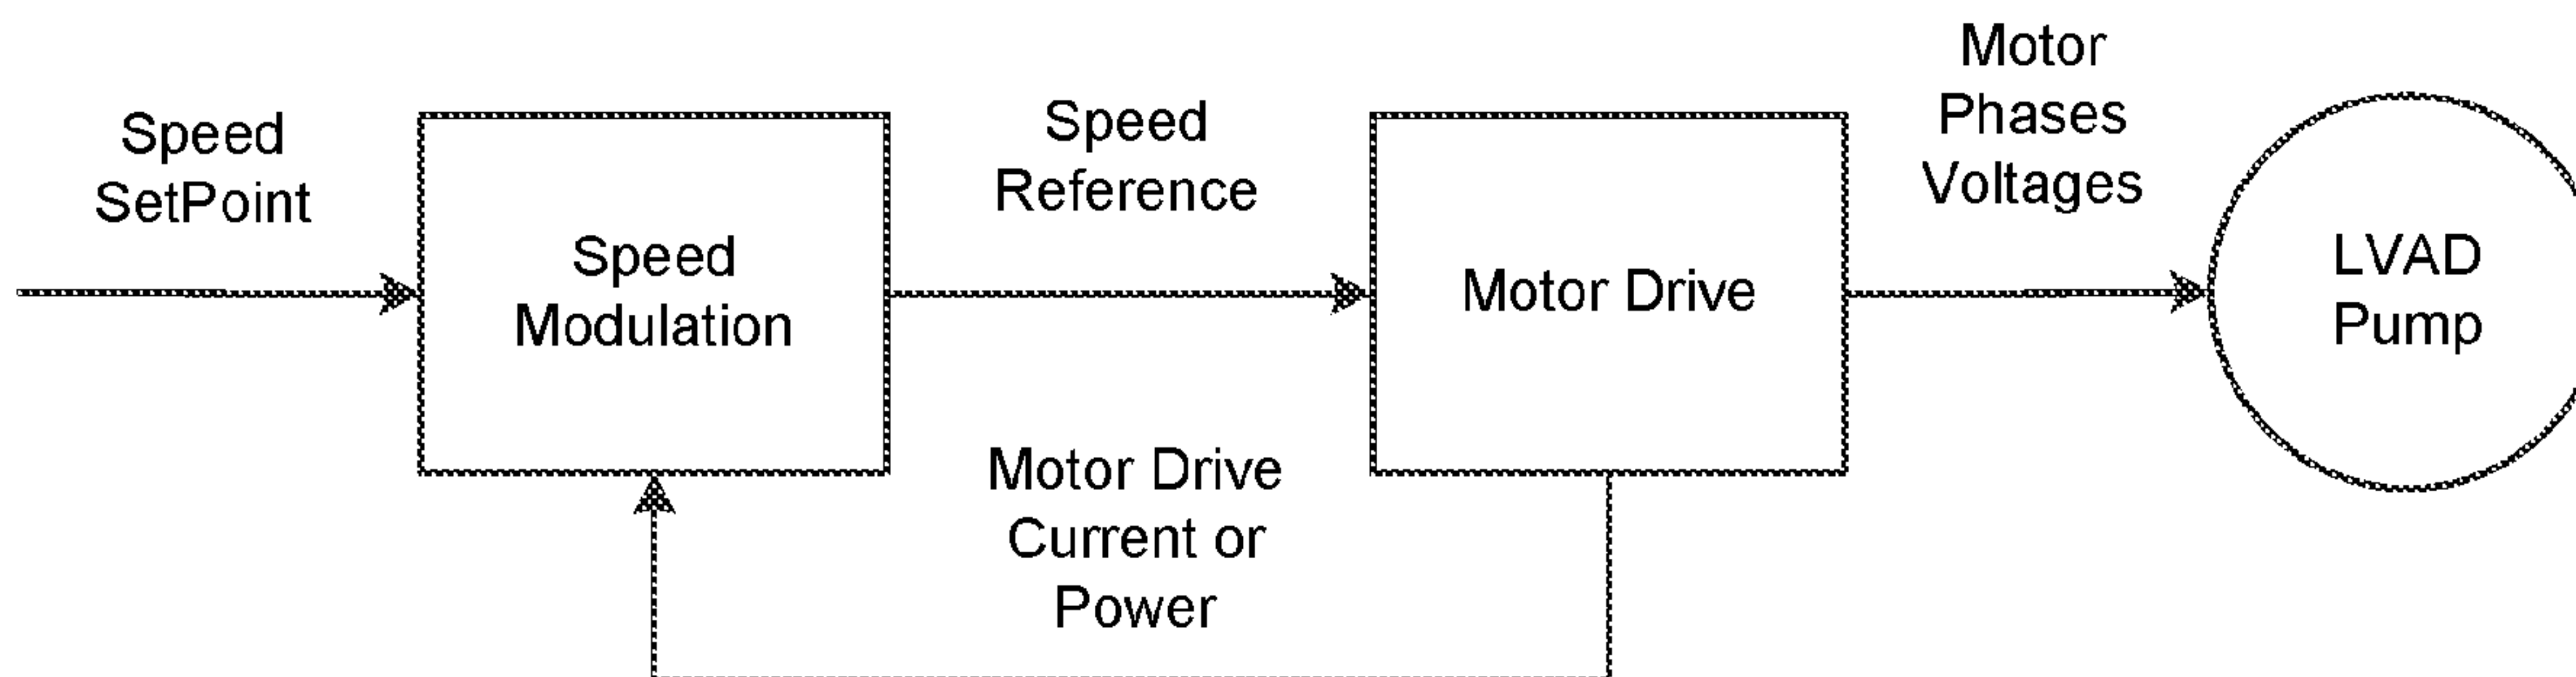 Speed
SetPoint
Speed
Modulation
Speed
Reference
Motor Drive
Current or
Power
Motor Drive
Motor
Phases
Voltages
LVAD
Pump